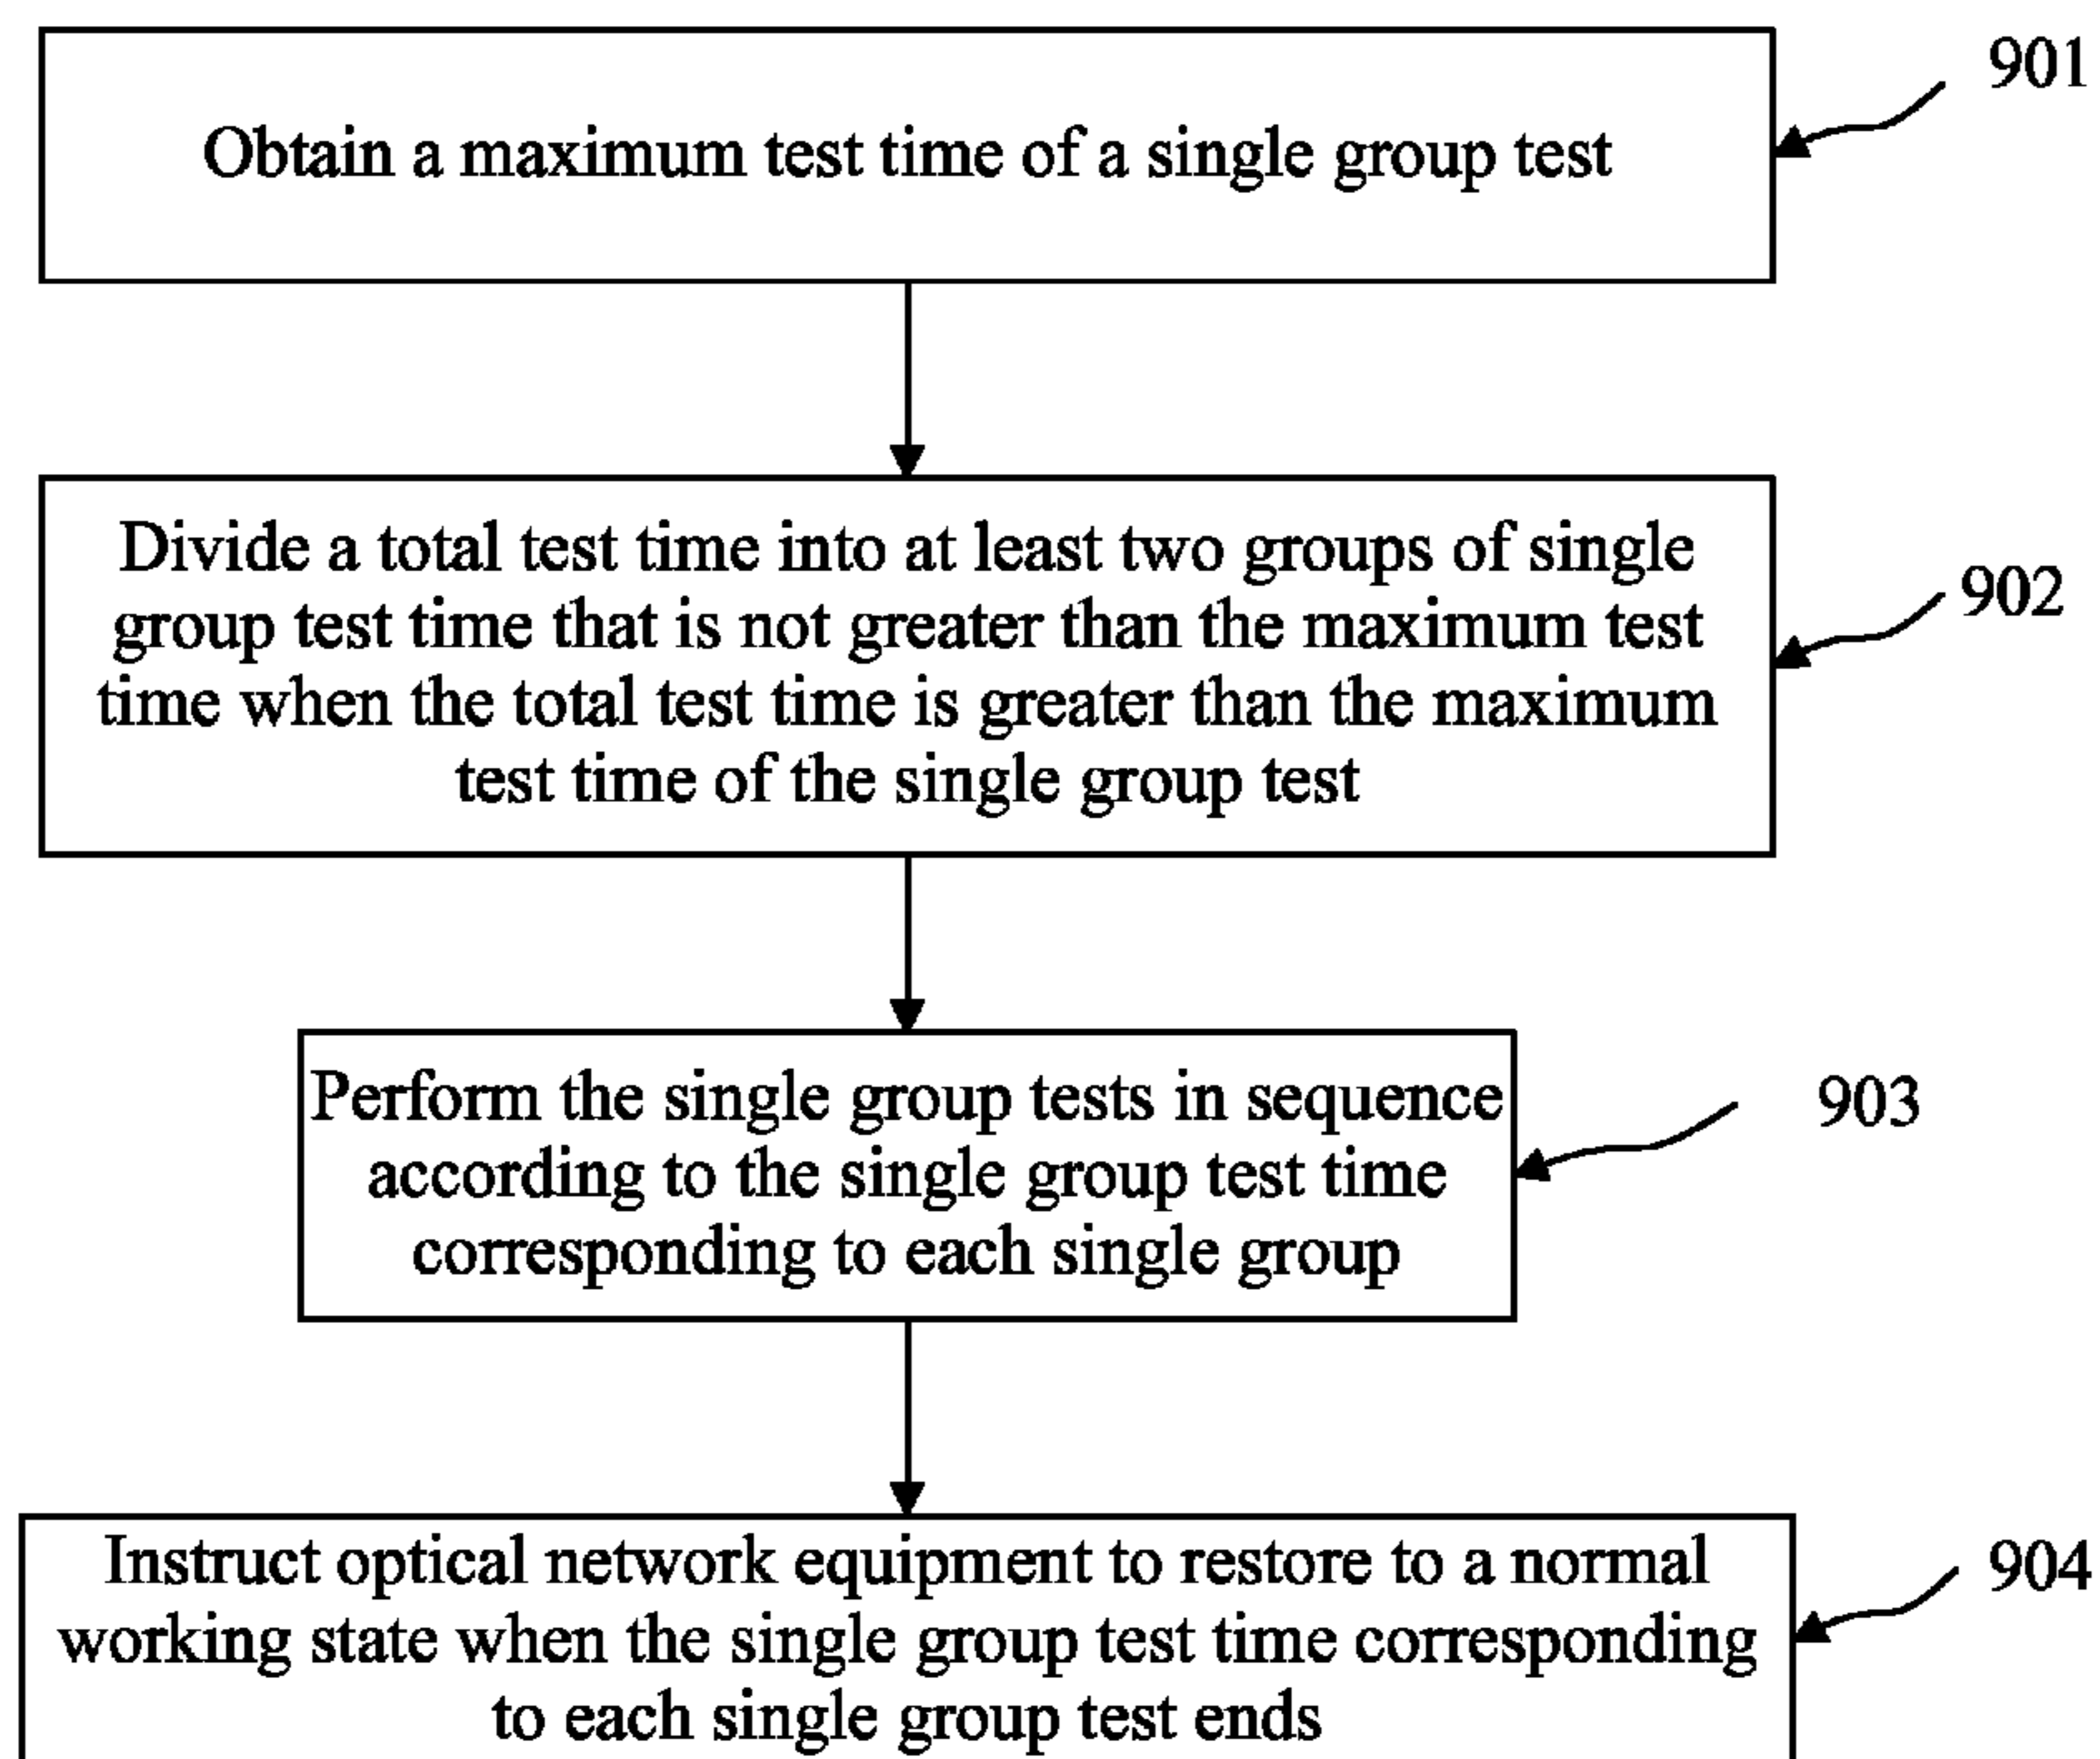 901
Obtain a maximum test time of a single group test
Divide a total test time into at least two groups of single
group test time that is not greater than the maximum test
time when the total test time is greater than the maximum
test time of the single group test
902
Perform the single group tests in sequence
according to the single group test time
corresponding to each single group
903
Instruct optical network equipment to restore to a normal
working state when the single group test time corresponding
to each single group test ends
904